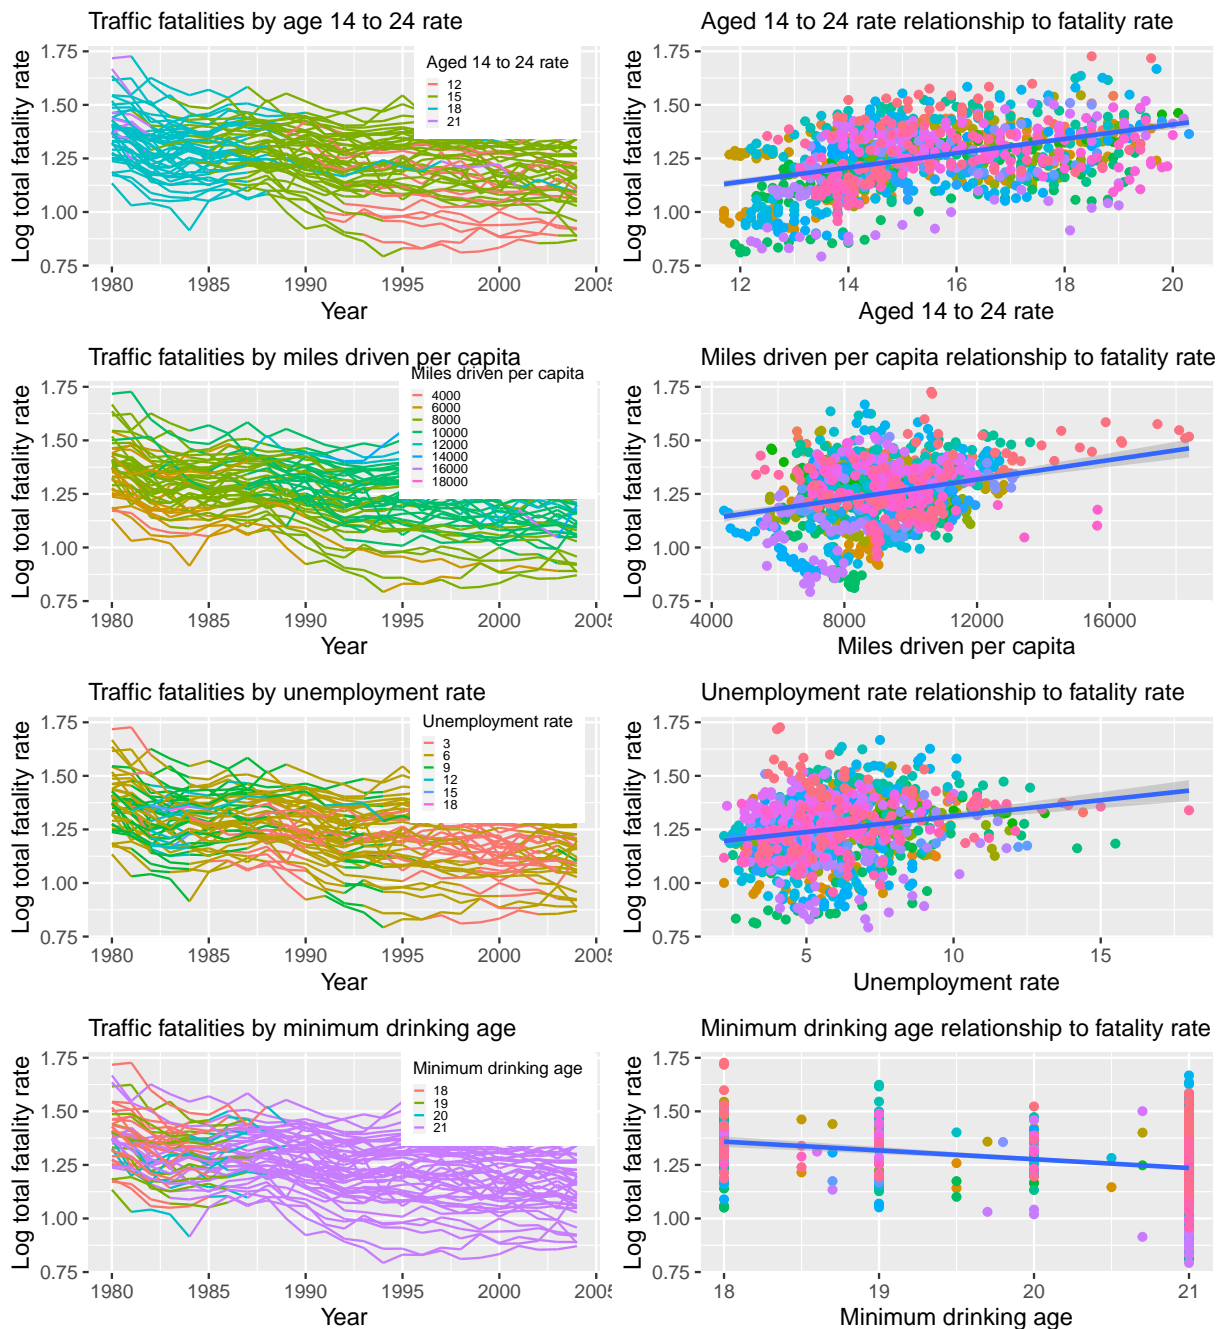 Traffic fatalities by age 14 to 24 rate
Log total fatality rate
1.75
1.50
1.25
1.00
0.75
Aged 14 to 24 rate
12
15
18
21
1980 1985 1990 1995 2000 2005
Year
Aged 14 to 24 rate relationship to fatality rate
Log total fatality rate
1.75
1.50
1.25
1.00
0.75
12 14 16 18 20
Aged 14 to 24 rate
Traffic fatalities by miles driven per capita
Log total fatality rate
1.75
1.50
1.25
1.00
0.75
Miles driven per capita
4000
6000
8000
10000
12000
14000
16000
18000
1980 1985 1990 1995 2000 2005
Year
Miles driven per capita relationship to fatality rate
Log total fatality rate
1.75
1.50
1.25
1.00
0.75
4000 8000 12000 16000
Miles driven per capita
Traffic fatalities by unemployment rate
Log total fatality rate
1.75
1.50
1.25
1.00
0.75
Unemployment rate
3
6
9
12
15
18
1980 1985 1990 1995 2000 2005
Year
Unemployment rate relationship to fatality rate
Log total fatality rate
1.75
1.50
1.25
1.00
0.75
5 10 15
Unemployment rate
Traffic fatalities by minimum drinking age
Log total fatality rate
1.75
1.50
1.25
1.00
0.75
Minimum drinking age
18
19
20
21
1980 1985 1990 1995 2000 2005
Year
Minimum drinking age relationship to fatality rate
Log total fatality rate
1.75
1.50
1.25
1.00
0.75
18 19 20 21
Minimum drinking age